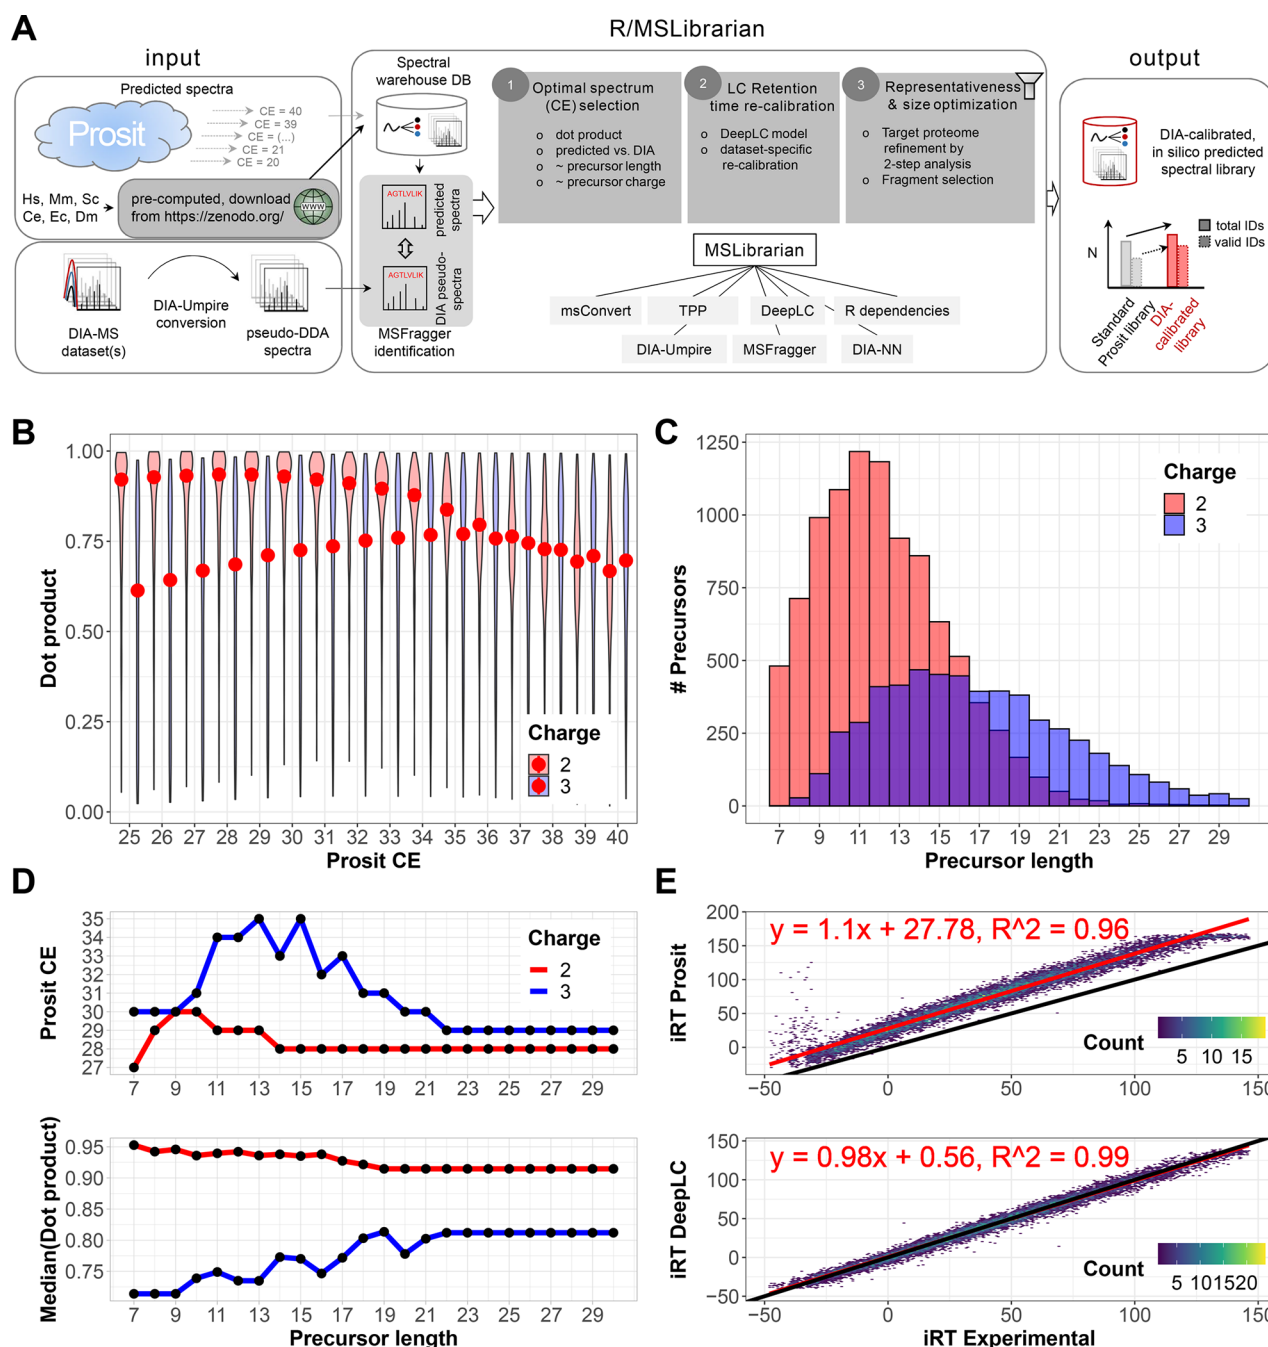 A
R/MSLibrarian
input
output
Predicted spectra
Prosit
CE = 40
CE = 39
CE = (...)
CE = 21
CE = 20
Hs, Mm, Sc
Ce, Ec, Dm
pre-computed, download
from https://zenodo.org/
www
DIA-MS
dataset(s)
DIA-Umpire
conversion
pseudo-DDA
spectra
Spectral
warehouse DB
AGTLVLIK
predicted
spectra
AGTLVLIK
DIA pseudo-
spectra
MSFragger
identification
1
Optimal spectrum
(CE) selection
o dot product
o predicted vs. DIA
o ~ precursor length
o ~ precursor charge
2
LC Retention
time re-calibration
o DeepLC model
o dataset-specific
re-calibration
3
Representativeness
& size optimization
o Target proteome
refinement by
2-step analysis
o Fragment selection
MSLibrarian
msConvert
TPP
DeepLC
R dependencies
DIA-Umpire
MSFragger
DIA-NN
DIA-calibrated,
in silico predicted
spectral library
total IDs
valid IDs
N
Standard
Prosit library
DIA-
calibrated
library
B
Dot product
1.00
0.75
0.50
0.25
0.00
Charge
2
3
25 26 27 28 29 30 31 32 33 34 35 36 37 38 39 40
Prosit CE
C
# Precursors
1250
1000
750
500
250
0
Charge
2
3
7 9 11 13 15 17 19 21 23 25 27 29
Precursor length
D
Prosit CE
35
34
33
32
31
30
29
28
27
Charge
2
3
7 9 11 13 15 17 19 21 23 25 27 29
Median(Dot product)
0.95
0.90
0.85
0.80
0.75
7 9 11 13 15 17 19 21 23 25 27 29
Precursor length
E
iRT Prosit
200
150
100
50
0
y = 1.1x + 27.78, R^2 = 0.96
Count
5 10 15
−50 0 50 100 150
iRT DeepLC
150
100
50
0
−50
y = 0.98x + 0.56, R^2 = 0.99
Count
5 101520
−50 0 50 100 150
iRT Experimental